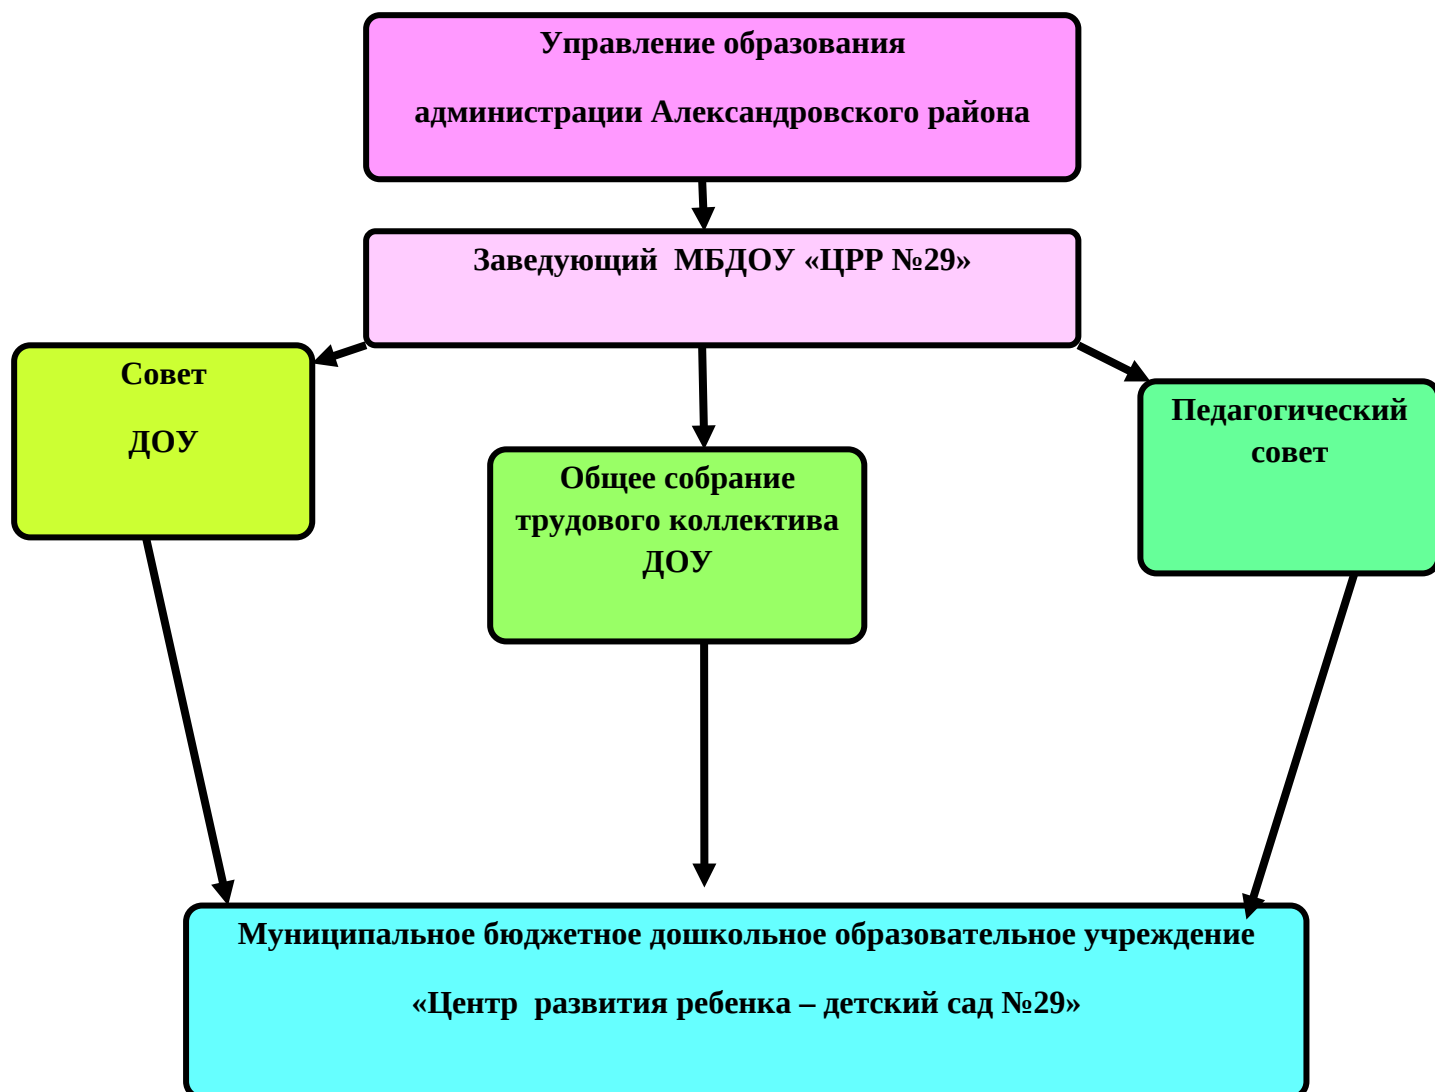 Управление образования
администрации Александровского района
Заведующий  МБДОУ «ЦРР №29»
Совет
ДОУ
Общее собрание
трудового коллектива
ДОУ
Педагогический
совет
Муниципальное бюджетное дошкольное образовательное учреждение
«Центр  развития ребенка – детский сад №29»